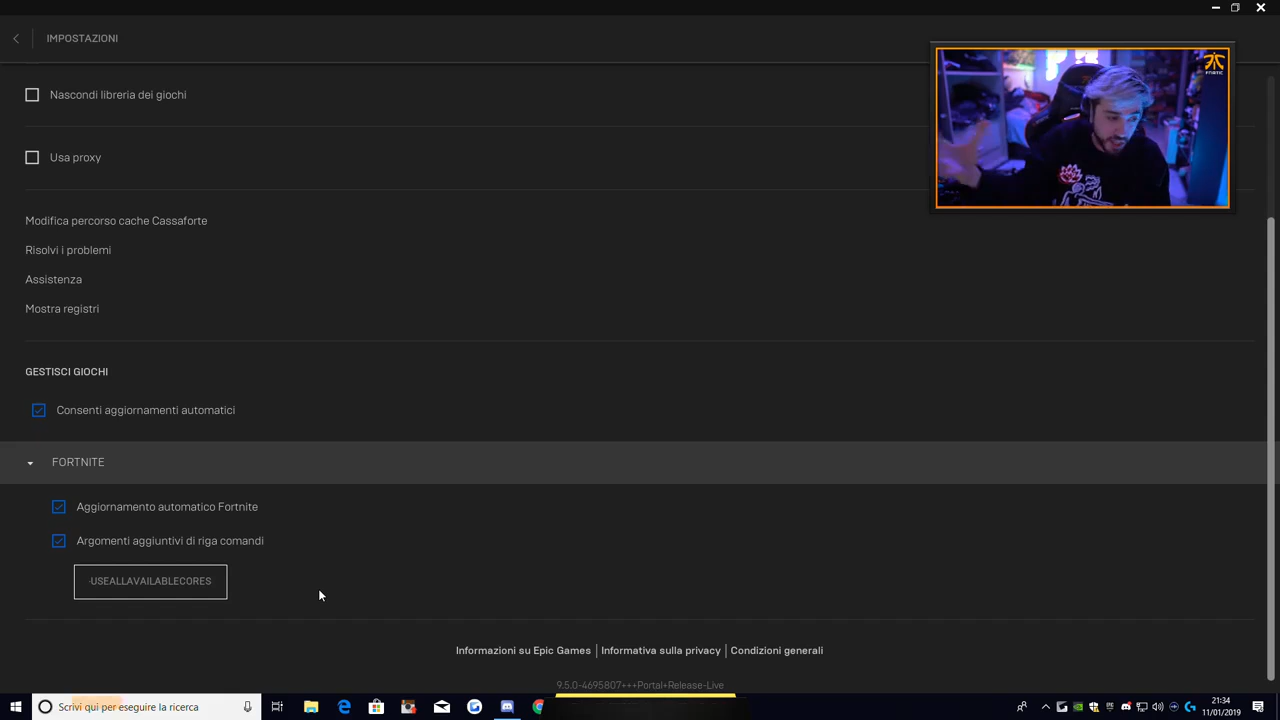 IMPOSTAZIONI
FNATIC
Nascondi libreria dei giochi
Usa proxy
Modifica percorso cache Cassaforte
Risolvi i problemi
Assistenza
Mostra registri
GESTISCI GIOCHI
Consenti aggiornamenti automatici
FORTNITE
Aggiornamento automatico Fortnite
Argomenti aggiuntivi di riga comandi
-USEALLAVAILABLECORES
Informazioni su Epic Games | Informativa sulla privacy | Condizioni generali
9.5.0-4695807+++Portal+Release-Live
Scrivi qui per eseguire la ricerca
21:34
11/01/2019